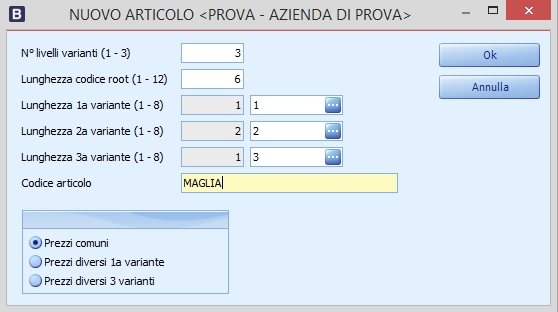 B NUOVO ARTICOLO <PROVA - AZIENDA DI PROVA>
N° livelli varianti (1 - 3) 3 Ok
Lunghezza codice root (1 - 12) 6 Annulla
Lunghezza 1a variante (1 - 8) 1 1 ...
Lunghezza 2a variante (1 - 8) 2 2 ...
Lunghezza 3a variante (1 - 8) 1 3 ...
Codice articolo MAGLIA
Prezzi comuni
Prezzi diversi 1a variante
Prezzi diversi 3 varianti